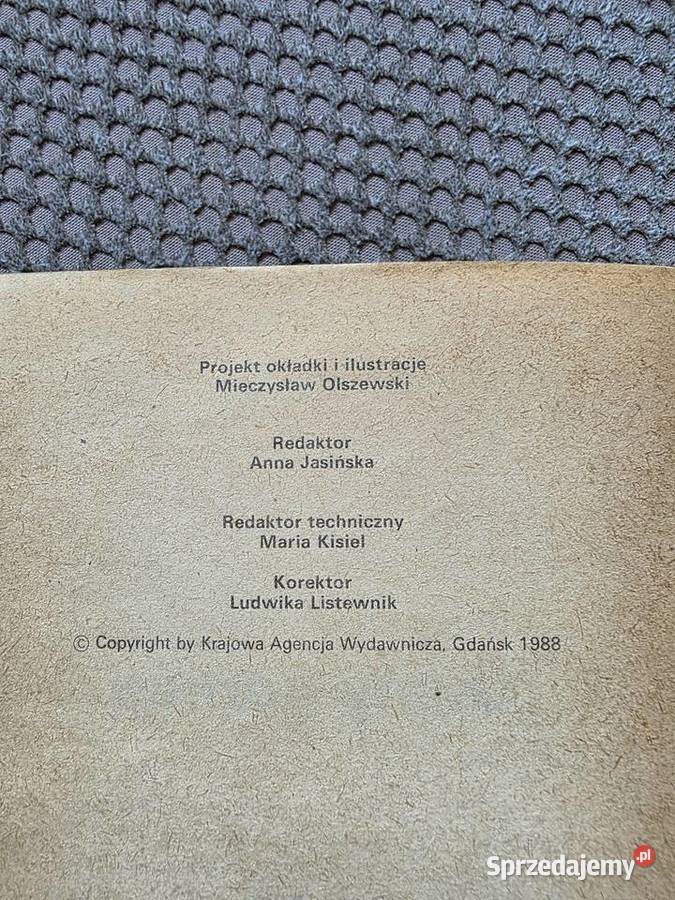 Projekt okładki i ilustracje
Mieczysław Olszewski
Redaktor
Anna Jasińska
Redaktor techniczny
Maria Kisiel
Korektor
Ludwika Listewnik
© Copyright by Krajowa Agencja Wydawnicza, Gdańsk 1988
Sprzedajemy.pl